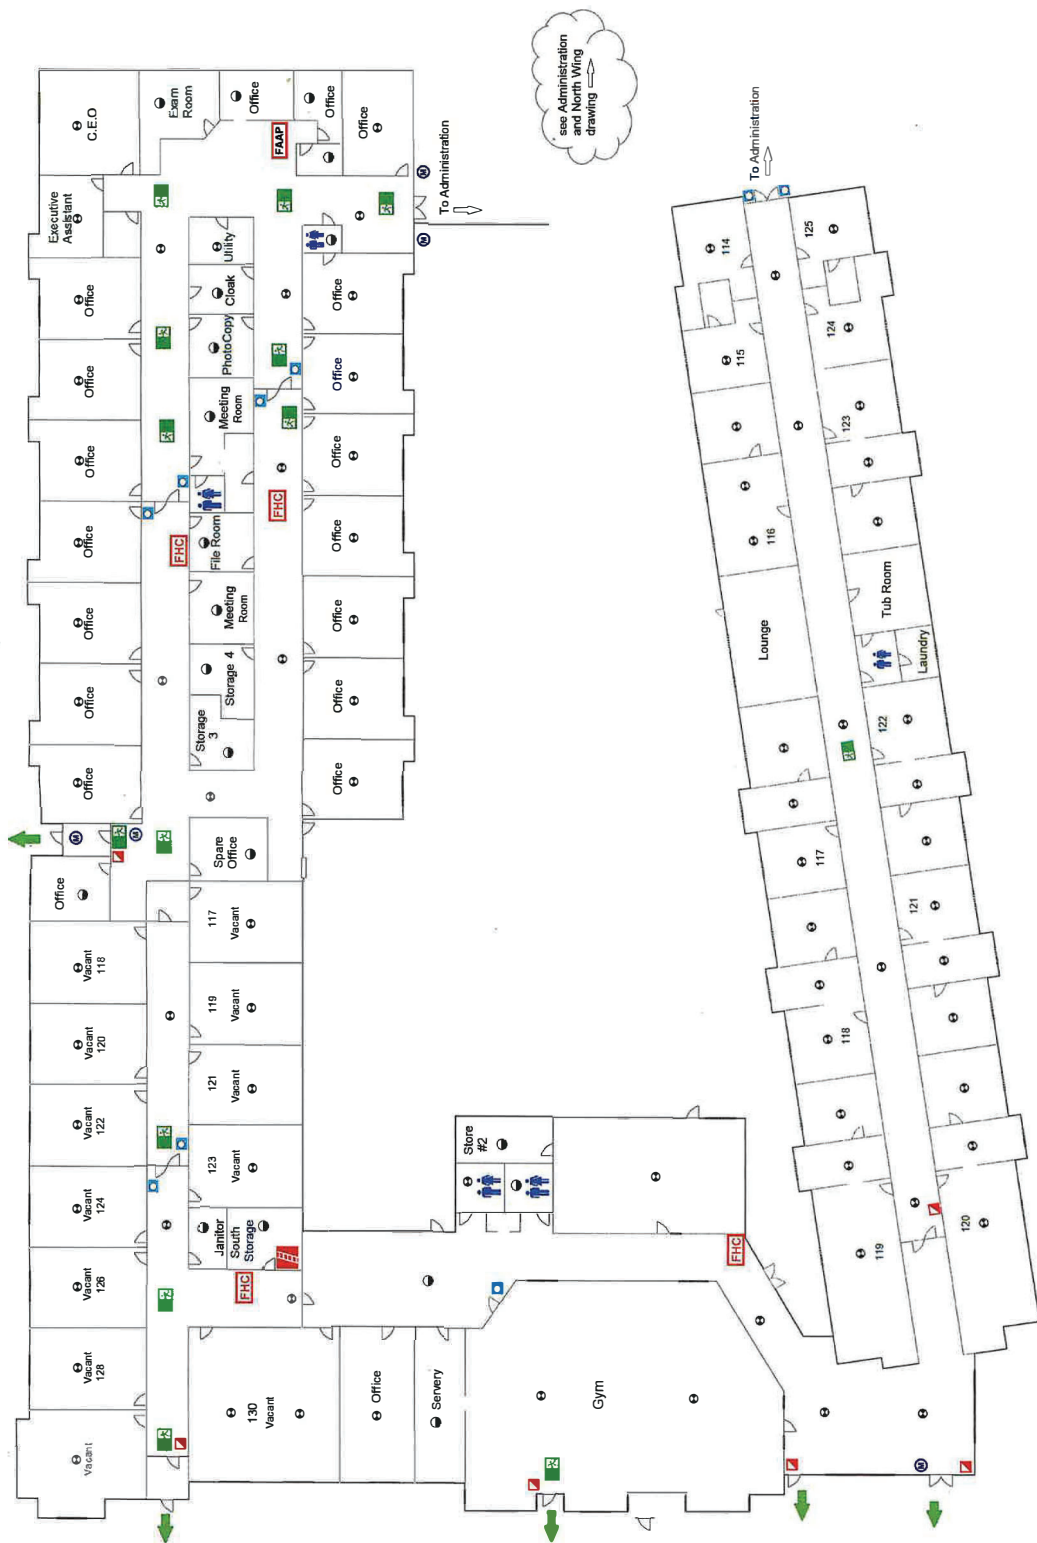 see Administration
and North Wing
drawing
C.E.O
Exam
Room
Office
Office
Office
FAAP
Executive
Assistant
To Administration
To Administration
Utility
Cloak
PhotoCopy
Meeting
Room
FHC
File Room
FHC
Meeting
Room
Storage 4
Storage
3
Office
Office
Office
Office
Office
Office
Office
Office
Office
Office
Office
Office
Office
Office
M
M
M
M
Spare
Office
Office
117
Vacant
Vacant
118
119
Vacant
Vacant
120
121
Vacant
Vacant
122
123
Vacant
Vacant
124
Janitor
South
Storage
FHC
Vacant
126
Vacant
128
Vacant
130
Vacant
Office
Servery
Gym
Store
#2
FHC
M
114
125
115
124
123
116
Tub Room
Lounge
Laundry
122
117
121
118
119
120